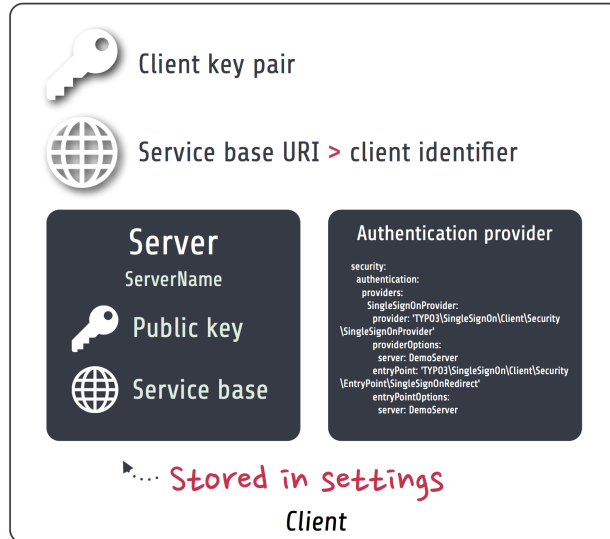 Client key pair
Service base URI > client identifier
Server
ServerName
Public key
Service base
Authentication provider
security:
authentication:
providers:
SingleSignOnProvider:
provider: 'TYPO3\SingleSignOn\Client\Security
\SingleSignOnProvider'
providerOptions:
server: DemoServer
entryPoint: 'TYPO3\SingleSignOn\Client\Security
\EntryPoint\SingleSignOnRedirect'
entryPointOptions:
server: DemoServer
Stored in settings
Client